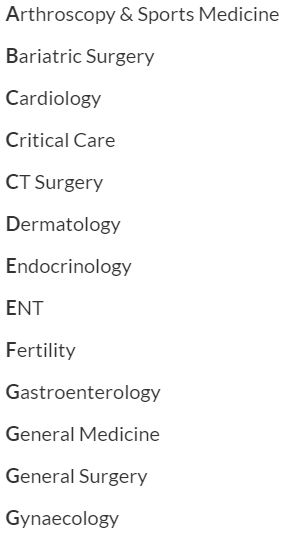 Arthroscopy & Sports Medicine
Bariatric Surgery
Cardiology
Critical Care
CT Surgery
Dermatology
Endocrinology
ENT
Fertility
Gastroenterology
General Medicine
General Surgery
Gynaecology